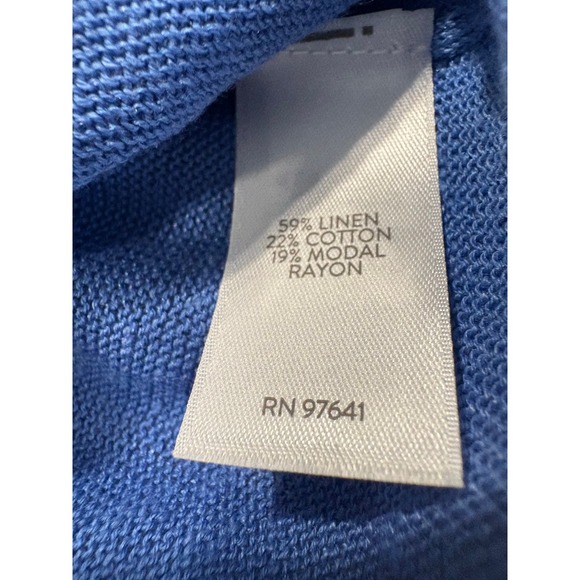 59% LINEN
22% COTTON
19% MODAL
RAYON
RN 97641